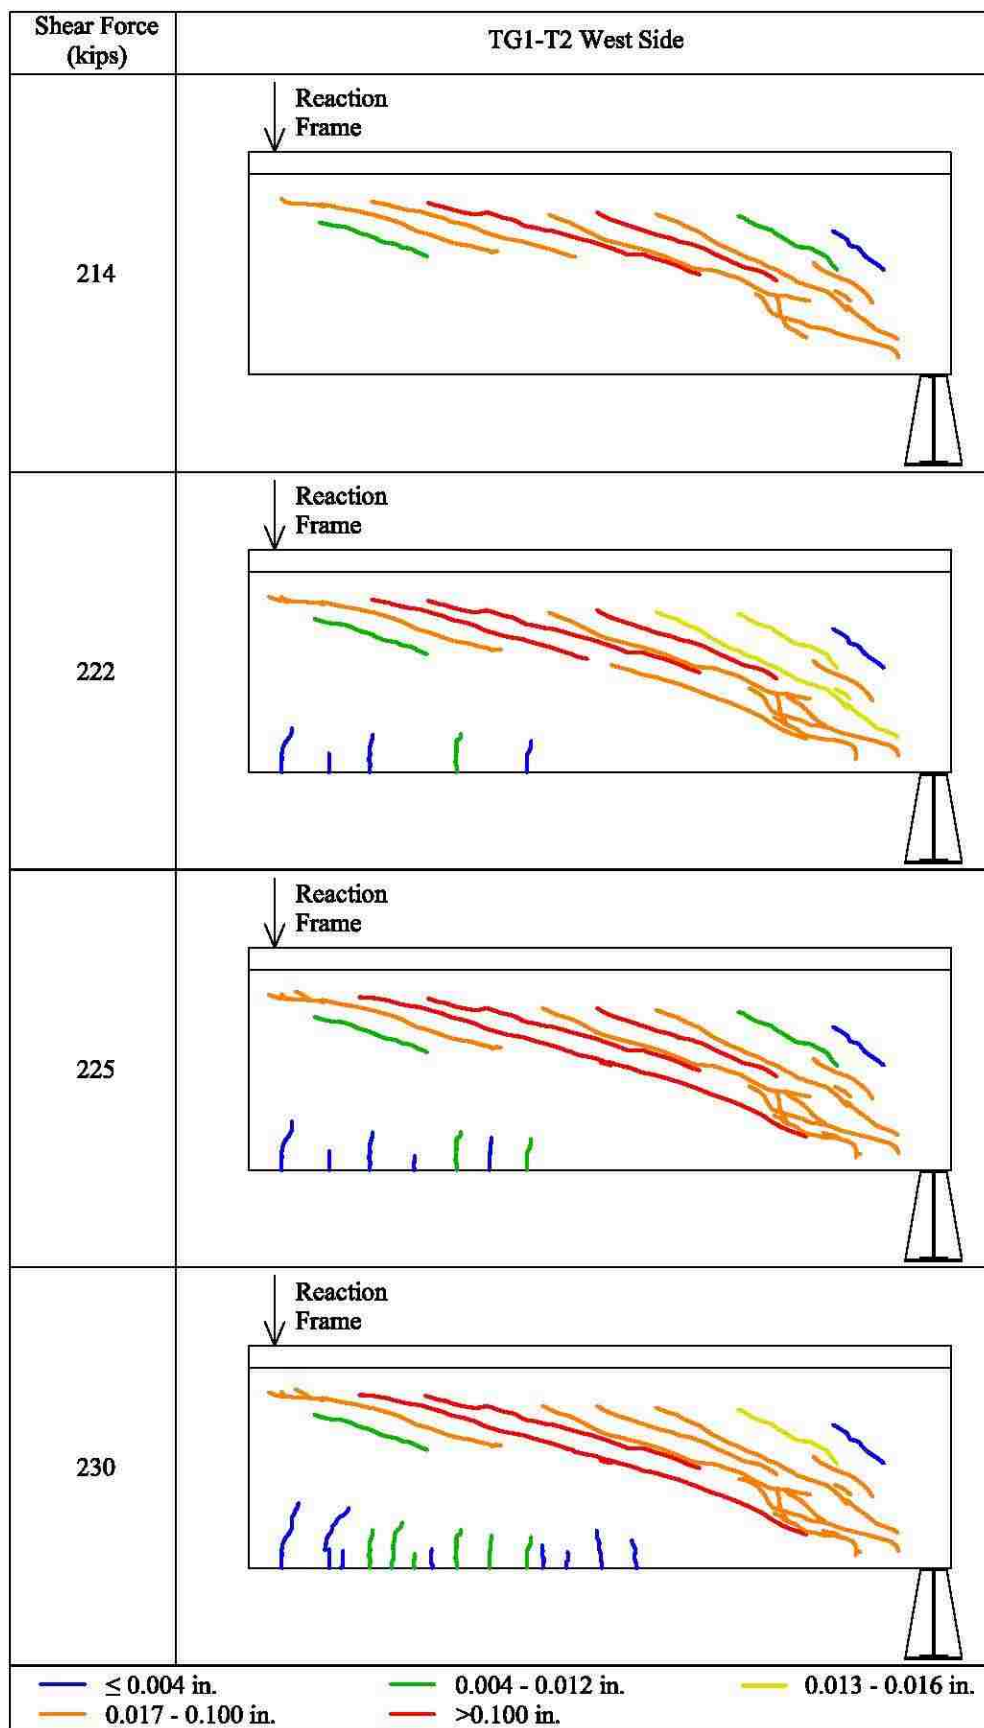 Shear Force
(kips)
TG1-T2 West Side
Reaction
Frame
214
Reaction
Frame
222
Reaction
Frame
225
Reaction
Frame
230
≤ 0.004 in.
0.004 - 0.012 in.
0.013 - 0.016 in.
0.017 - 0.100 in.
>0.100 in.